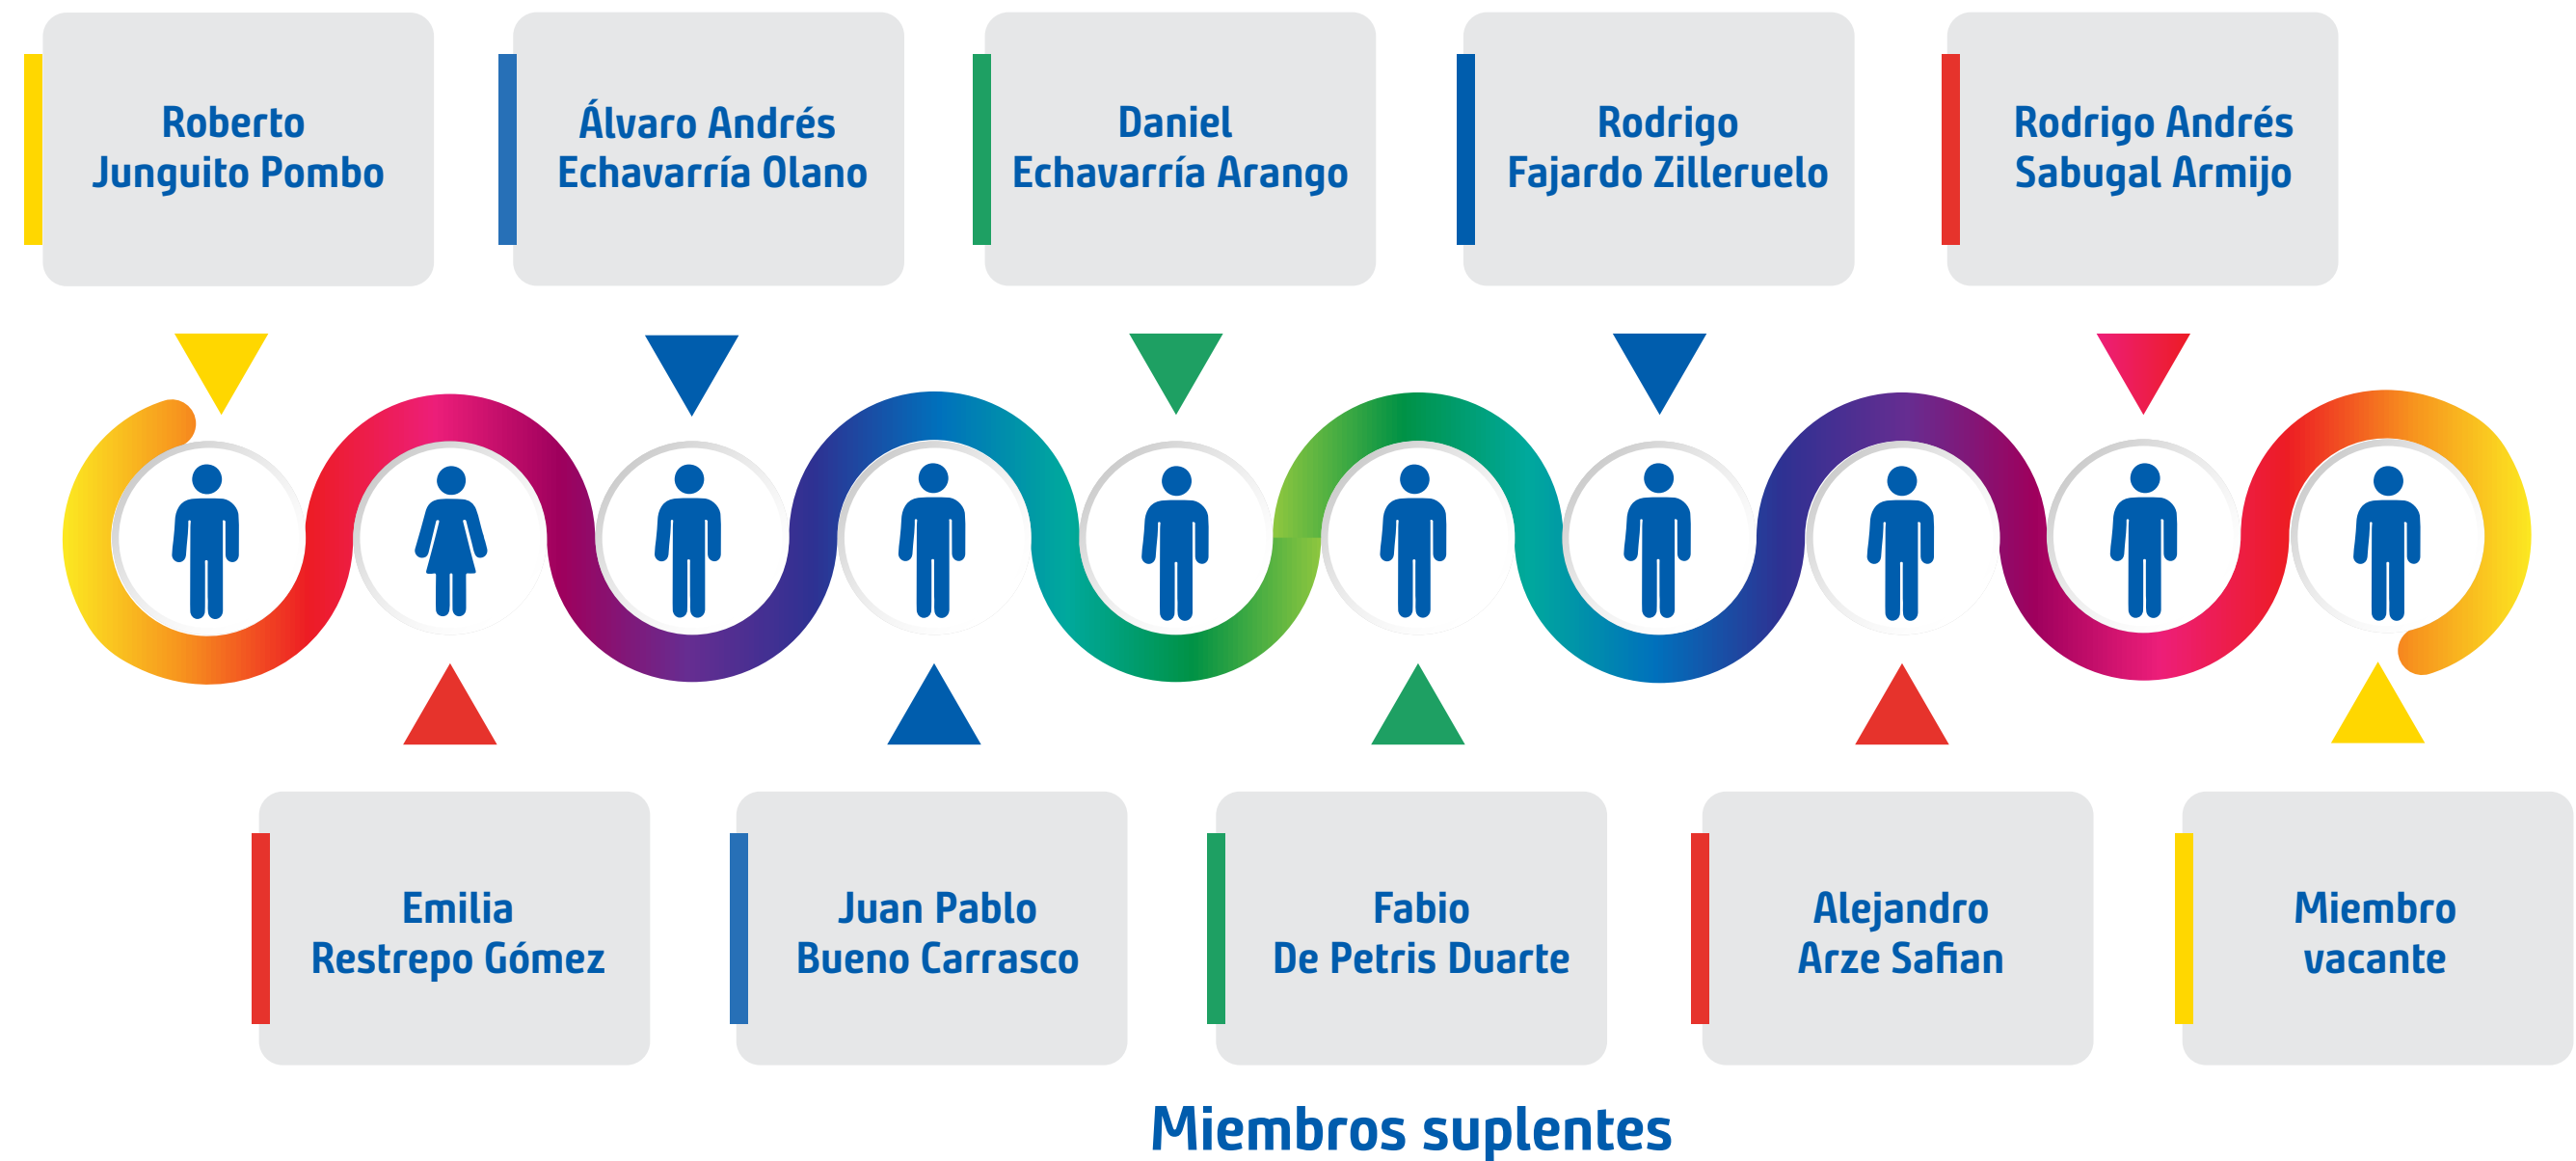 Roberto
Junguito Pombo
Álvaro Andrés
Echavarría Olano
Daniel
Echavarría Arango
Rodrigo
Fajardo Zilleruelo
Rodrigo Andrés
Sabugal Armijo
Emilia
Restrepo Gómez
Juan Pablo
Bueno Carrasco
Fabio
De Petris Duarte
Alejandro
Arze Safian
Miembro
vacante
Miembros suplentes